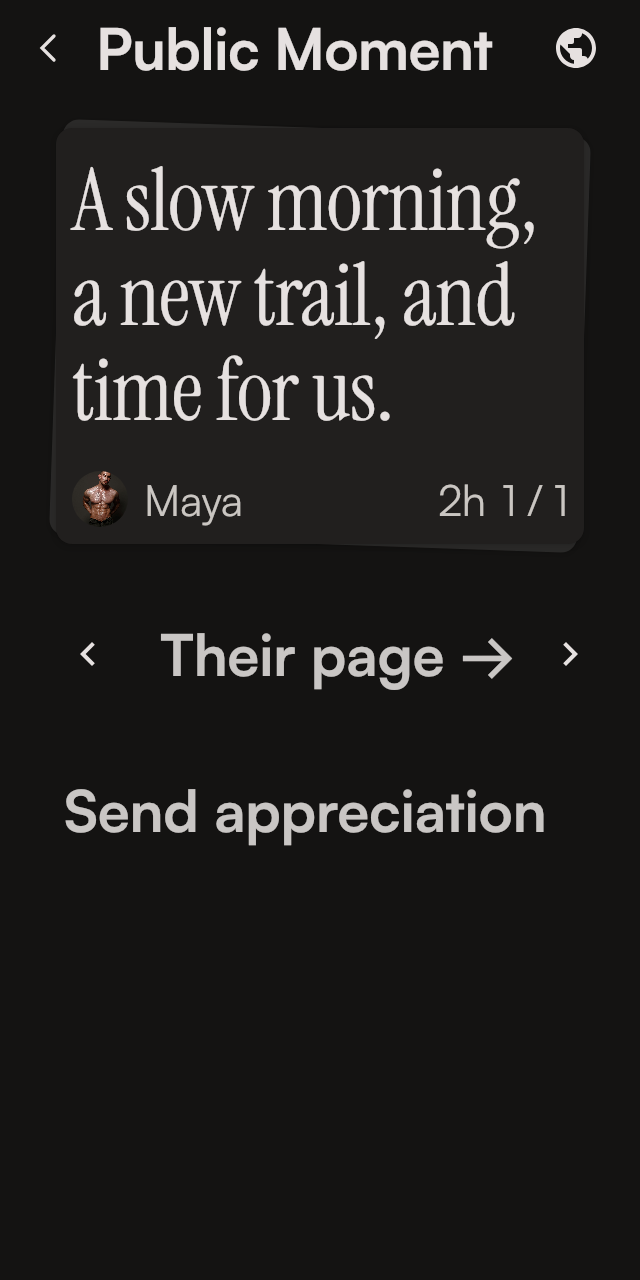 Public Moment
A slow morning,
a new trail, and
time for us.
Maya 2h 1 / 1
Their page →
Send appreciation